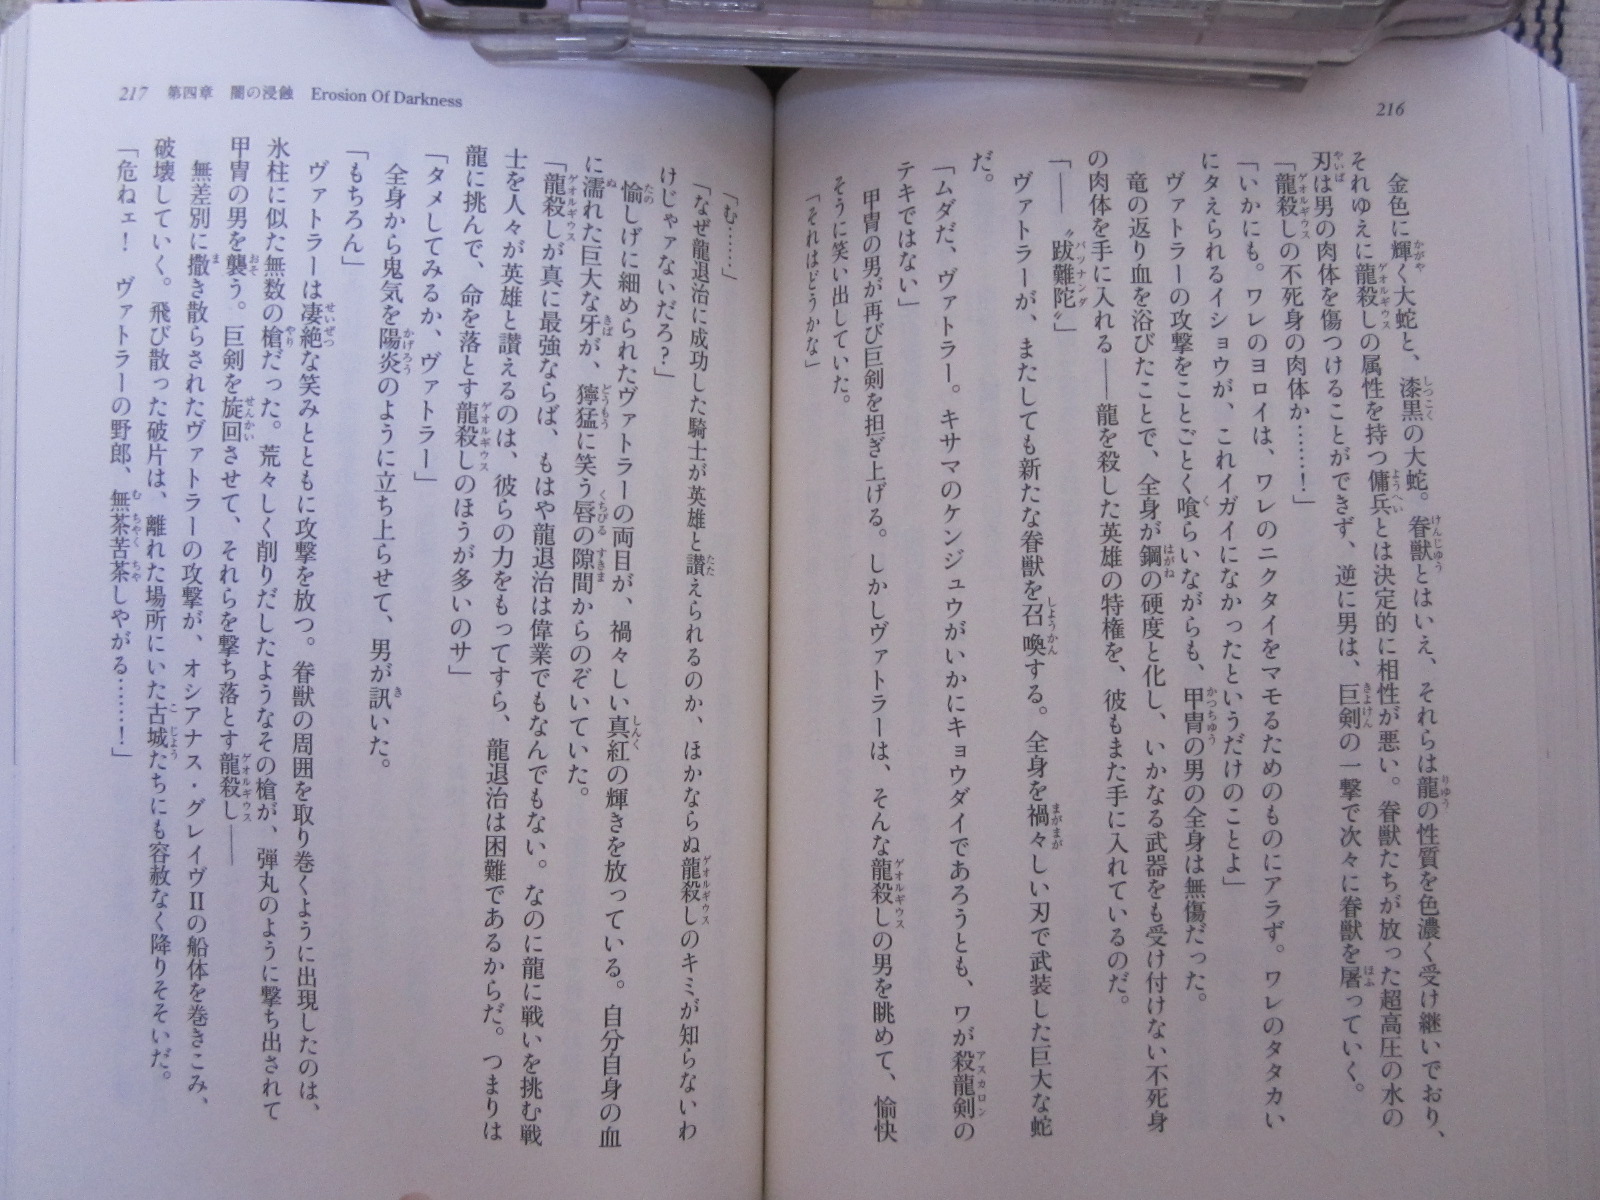 216
金色に輝く大蛇と、漆黒の大蛇。眷獣とはいえ、それらは龍の性質を色濃く受け継いでおり、
それゆえに龍殺しの属性を持つ傭兵とは決定的に相性が悪い。眷獣たちが放った超高圧の水の
刃は男の肉体を傷つけることができず、逆に男は、巨剣の一撃で次々に眷獣を屠っていく。
「龍殺しの不死身の肉体か……！」
「いかにも。ワレのヨロイは、ワレのニクタイをマモるためのものにアラず。ワレのタタカい
にタえられるイショウが、これイガイになかったというだけのことよ」
ヴァトラーの攻撃をことごとく喰らいながらも、甲冑の男の全身は無傷だった。
竜の返り血を浴びたことで、全身が鋼の硬度と化し、いかなる武器をも受け付けない不死身
の肉体を手に入れる――龍を殺した英雄の特権を、彼もまた手に入れているのだ。
「――〝跋難陀〟」
ヴァトラーが、またしても新たな眷獣を召喚する。全身を禍々しい刃で武装した巨大な蛇
だ。
「ムダだ、ヴァトラー。キサマのケンジュウがいかにキョウダイであろうとも、ワが殺龍剣の
テキではない」
甲冑の男が再び巨剣を担ぎ上げる。しかしヴァトラーは、そんな龍殺しの男を眺めて、愉快
そうに笑い出していた。
「それはどうかな」
217 第四章 闇の浸蝕 Erosion Of Darkness
「む……」
「なぜ龍退治に成功した騎士が英雄と讃えられるのか、ほかならぬ龍殺しのキミが知らないわ
けじゃァないだろ？」
愉しげに細められたヴァトラーの両目が、禍々しい真紅の輝きを放っている。自分自身の血
に濡れた巨大な牙が、獰猛に笑う唇の隙間からのぞいていた。
「龍殺しが真に最強ならば、もはや龍退治は偉業でもなんでもない。なのに龍に戦いを挑む戦
士を人々が英雄と讃えるのは、彼らの力をもってすら、龍退治は困難であるからだ。つまりは
龍に挑んで、命を落とす龍殺しのほうが多いのサ」
「タメしてみるか、ヴァトラー」
全身から鬼気を陽炎のように立ち上らせて、男が訊いた。
「もちろん」
ヴァトラーは凄絶な笑みとともに攻撃を放つ。眷獣の周囲を取り巻くように出現したのは、
氷柱に似た無数の槍だった。荒々しく削りだしたようなその槍が、弾丸のように撃ち出されて
甲冑の男を襲う。巨剣を旋回させて、それらを撃ち落とす龍殺し――
無差別に撒き散らされたヴァトラーの攻撃が、オシアナス・グレイヴⅡの船体を巻きこみ、
破壊していく。飛び散った破片は、離れた場所にいた古城たちにも容赦なく降りそそいだ。
「危ねェ！　ヴァトラーの野郎、無茶苦茶しやがる……！」